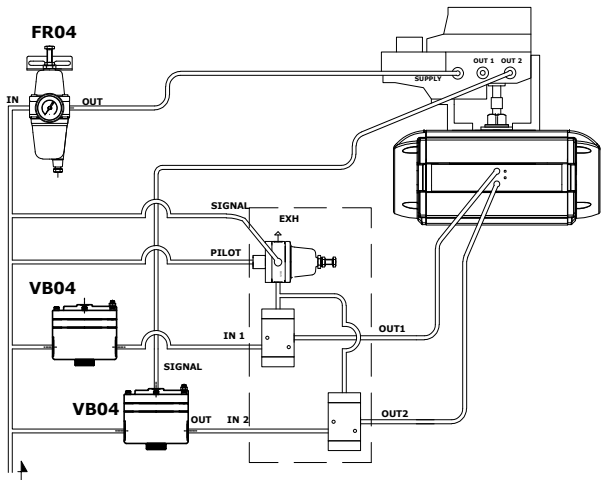 FR04
OUT 1 OUT 2
SUPPLY
IN
OUT
SIGNAL
EXH
PILOT
VB04
IN 1
OUT1
SIGNAL
VB04
OUT
IN 2
OUT2